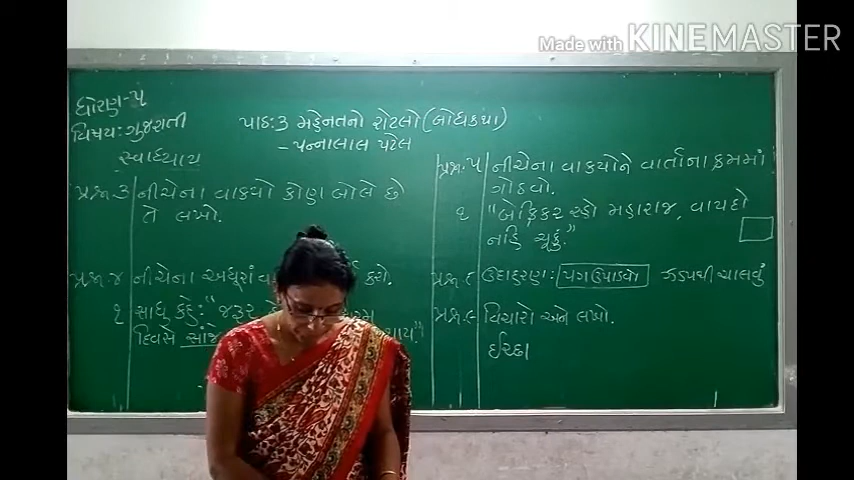 Made with KINEMASTER
ધોરણ-૫
વિષય: ગુજરાતી
પાઠ: ૩ મહેનતનો રોટલો (બોધકથા)
- પન્નાલાલ પટેલ
સ્વાધ્યાય
પ્રશ્ન. ૩ નીચેના વાક્યો કોણ બોલે છે
તે લખો.
પ્રશ્ન. ૪ નીચેના અધૂરાં કરો.
૧ સાધુ કહે: "જરૂર
દિવસે સાંજે
પ્રશ્ન. ૫ નીચેના વાક્યોને વાર્તાના ક્રમમાં
ગોઠવો.
૧ "બેફિકર રહો મહારાજ, વાયદો
નહિ ચૂકું."
પ્રશ્ન. ૮ ઉદાહરણ: પગ ઉપાડવો ઝડપથી ચાલવું
પ્રશ્ન. ૯ વિચારો અને લખો.
ઈચ્છા